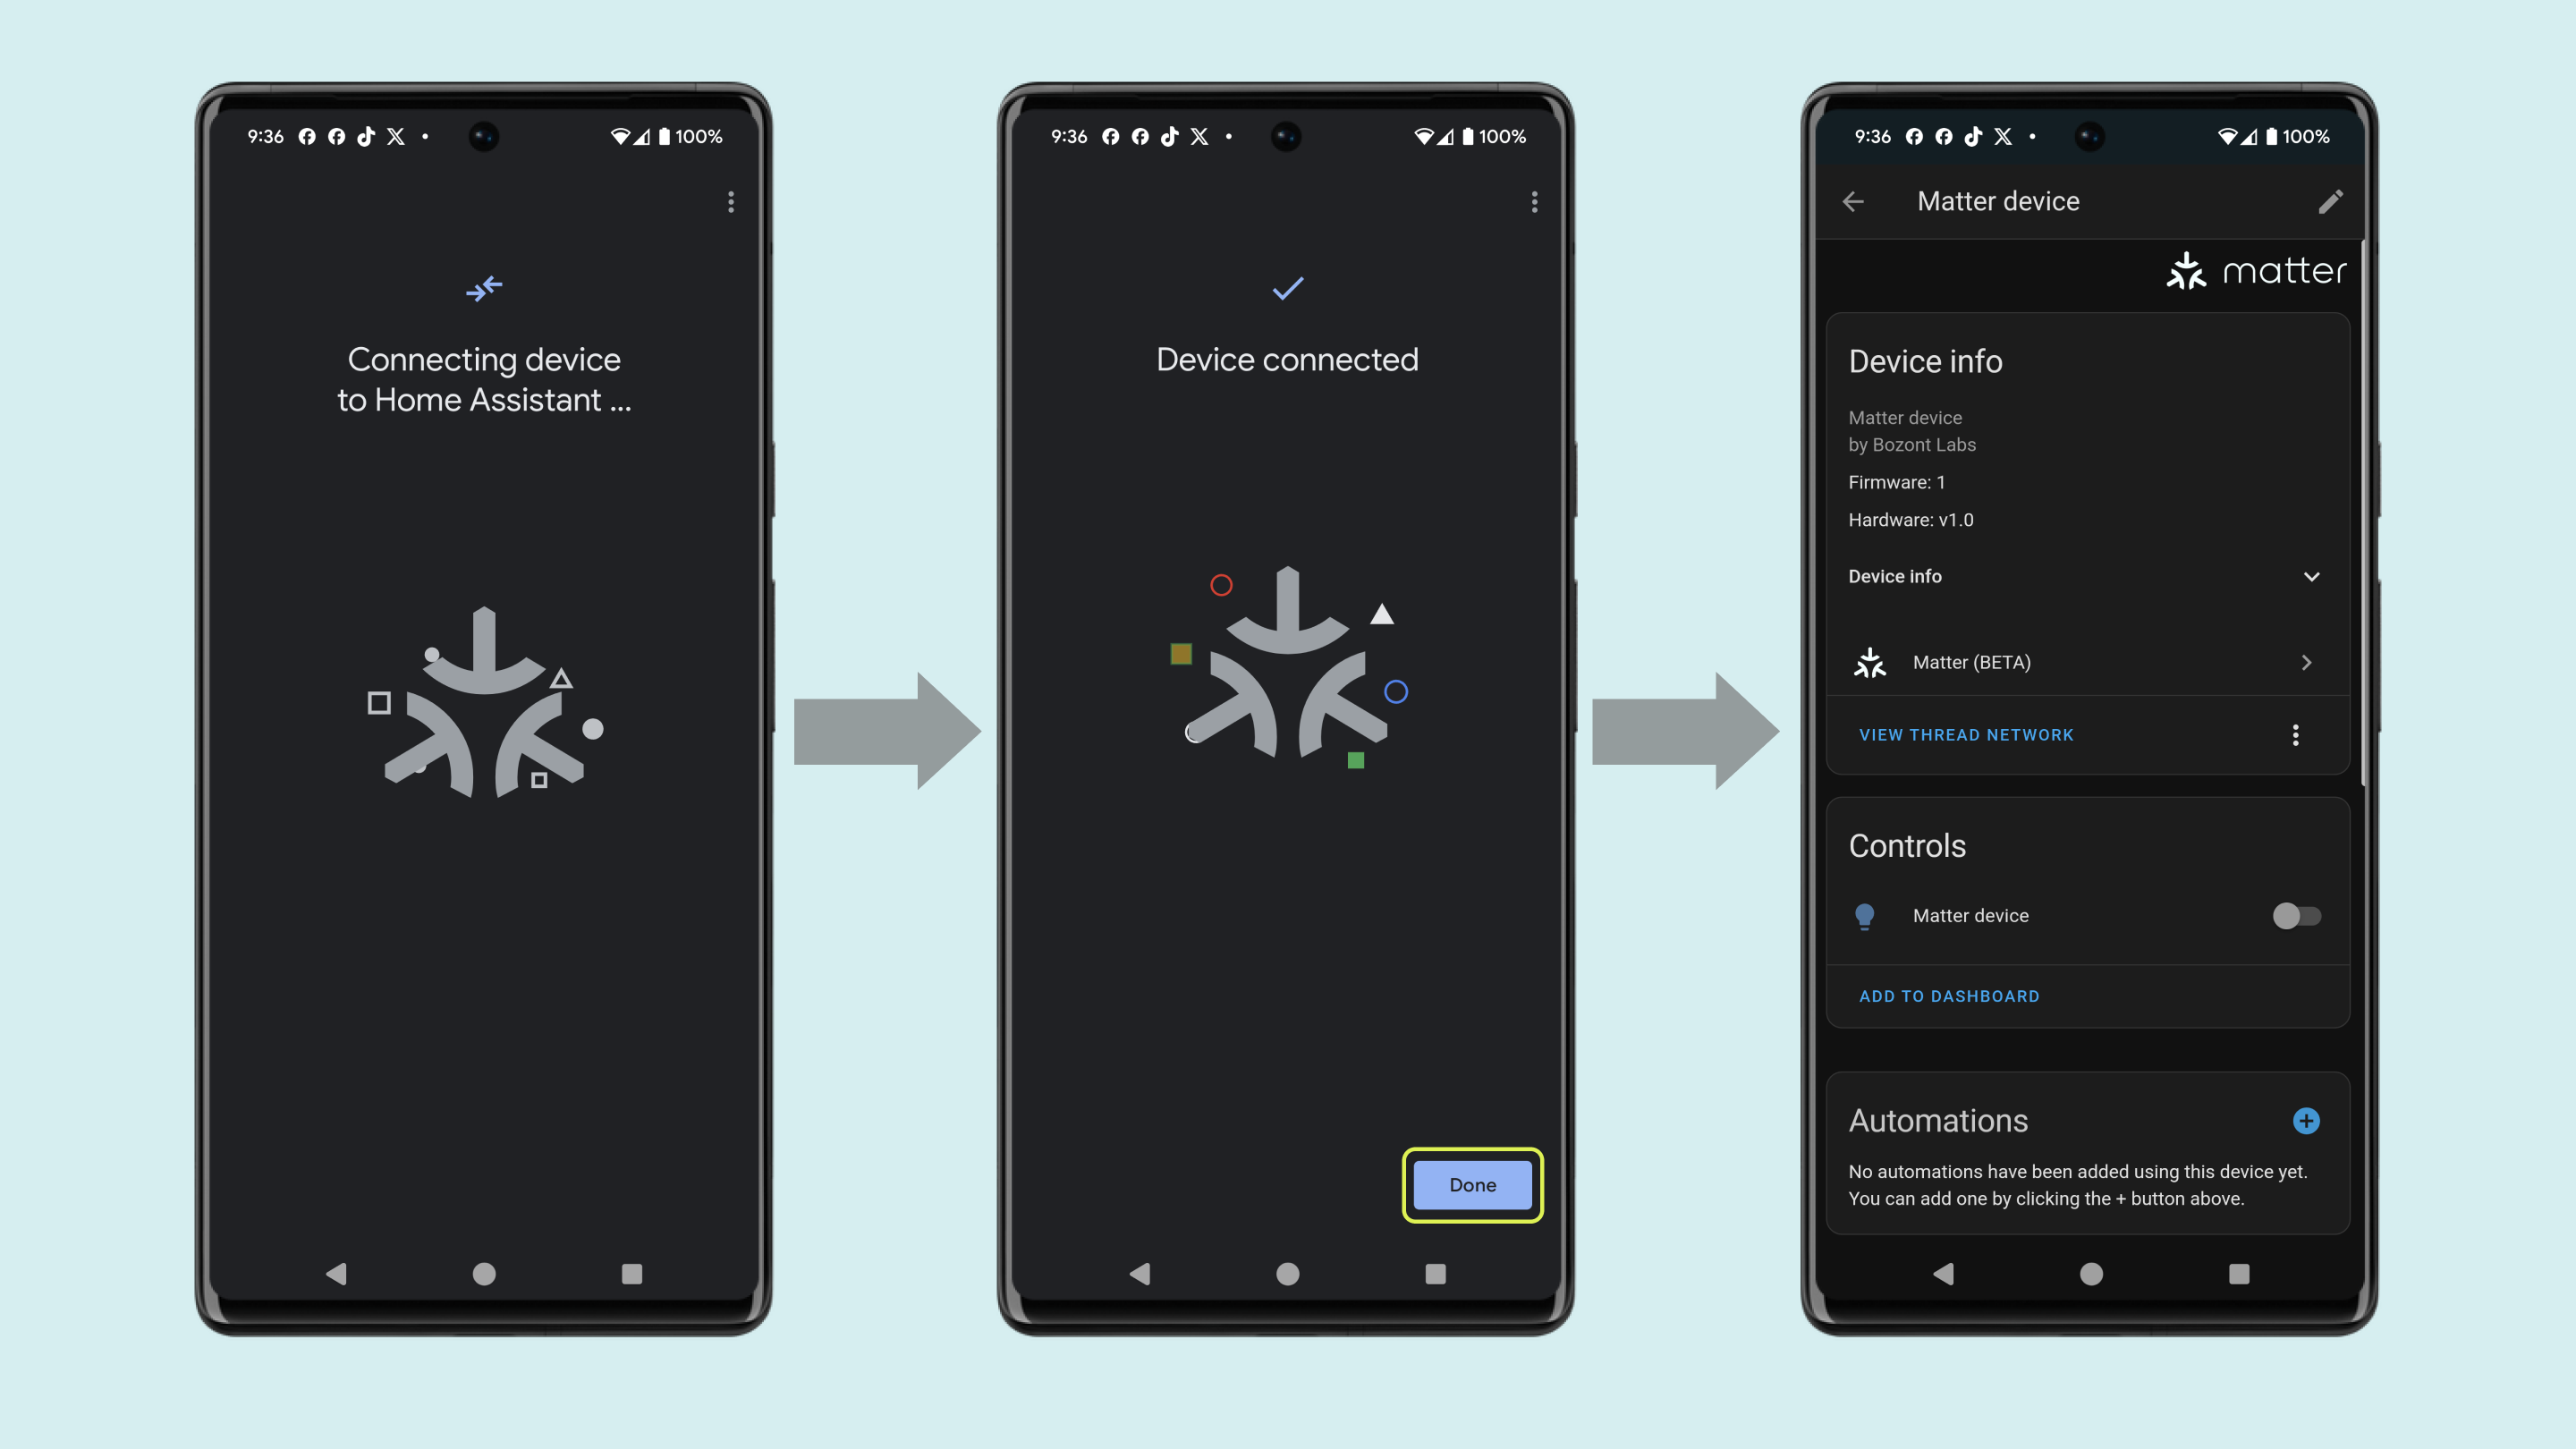 9:36 100%
Connecting device
to Home Assistant ...
9:36 100%
Device connected
Done
9:36 100%
Matter device
matter
Device info
Matter device
by Bozont Labs
Firmware: 1
Hardware: v1.0
Device info
Matter (BETA)
VIEW THREAD NETWORK
Controls
Matter device
ADD TO DASHBOARD
Automations
No automations have been added using this device yet.
You can add one by clicking the + button above.